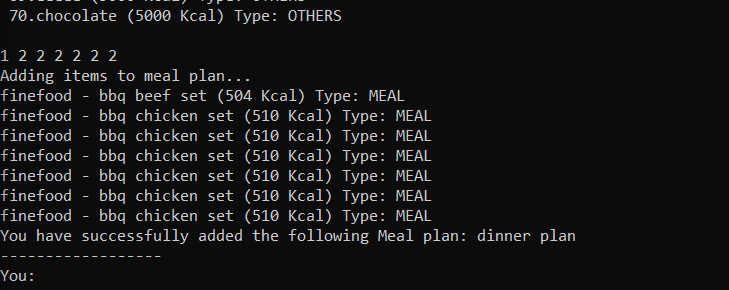 70.chocolate (5000 Kcal) Type: OTHERS
1 2 2 2 2 2 2
Adding items to meal plan...
finefood - bbq beef set (504 Kcal) Type: MEAL
finefood - bbq chicken set (510 Kcal) Type: MEAL
finefood - bbq chicken set (510 Kcal) Type: MEAL
finefood - bbq chicken set (510 Kcal) Type: MEAL
finefood - bbq chicken set (510 Kcal) Type: MEAL
finefood - bbq chicken set (510 Kcal) Type: MEAL
finefood - bbq chicken set (510 Kcal) Type: MEAL
You have successfully added the following Meal plan: dinner plan
------------------
You: